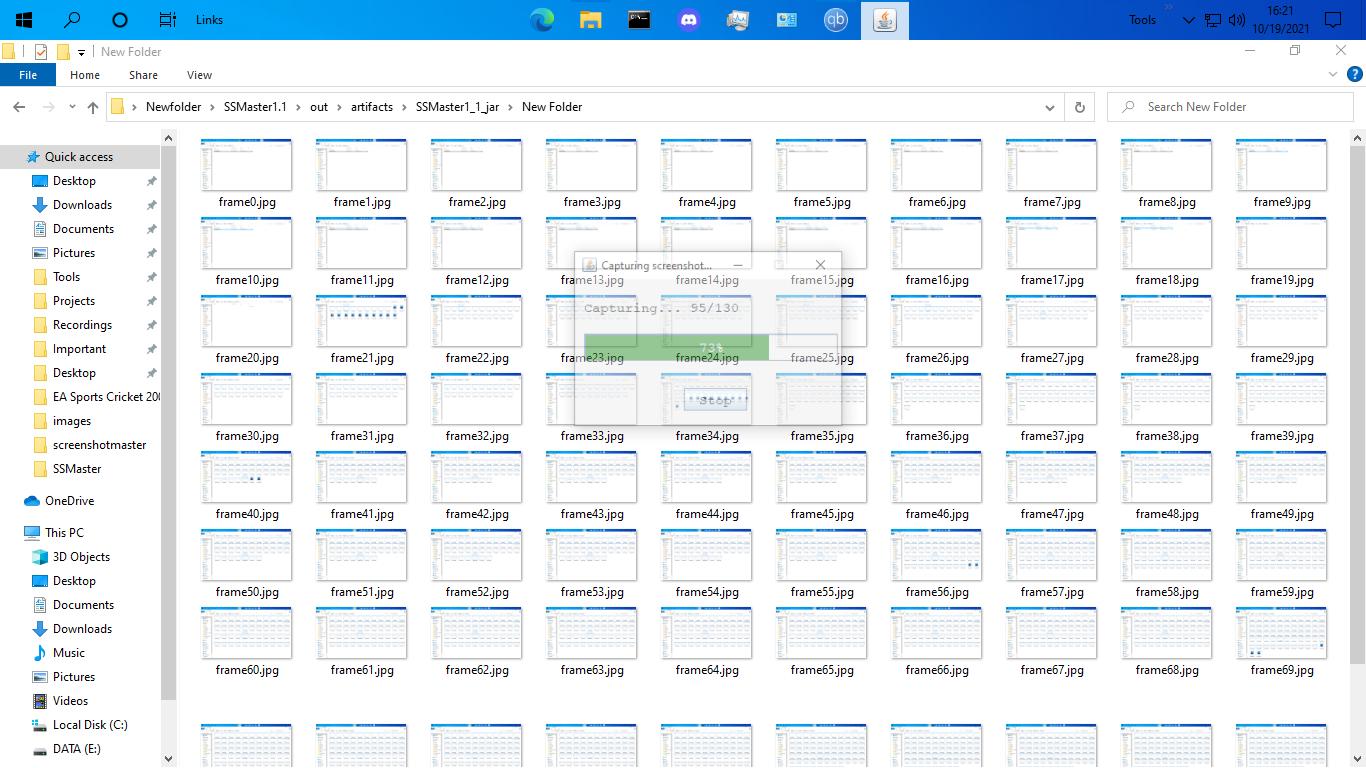 Links
Tools
16:21
10/19/2021
New Folder
File Home Share View
Newfolder SSMaster1.1 out artifacts SSMaster1_1_jar New Folder
Search New Folder
Quick access
Desktop
Downloads
Documents
Pictures
Tools
Projects
Recordings
Important
Desktop
EA Sports Cricket 200
images
screenshotmaster
SSMaster
OneDrive
This PC
3D Objects
Desktop
Documents
Downloads
Music
Pictures
Videos
Local Disk (C:)
DATA (E:)
frame0.jpg frame1.jpg frame2.jpg frame3.jpg frame4.jpg frame5.jpg frame6.jpg frame7.jpg frame8.jpg frame9.jpg
frame10.jpg frame11.jpg frame12.jpg frame13.jpg frame14.jpg frame15.jpg frame16.jpg frame17.jpg frame18.jpg frame19.jpg
frame20.jpg frame21.jpg frame22.jpg frame23.jpg frame24.jpg frame25.jpg frame26.jpg frame27.jpg frame28.jpg frame29.jpg
frame30.jpg frame31.jpg frame32.jpg frame33.jpg frame34.jpg frame35.jpg frame36.jpg frame37.jpg frame38.jpg frame39.jpg
frame40.jpg frame41.jpg frame42.jpg frame43.jpg frame44.jpg frame45.jpg frame46.jpg frame47.jpg frame48.jpg frame49.jpg
frame50.jpg frame51.jpg frame52.jpg frame53.jpg frame54.jpg frame55.jpg frame56.jpg frame57.jpg frame58.jpg frame59.jpg
frame60.jpg frame61.jpg frame62.jpg frame63.jpg frame64.jpg frame65.jpg frame66.jpg frame67.jpg frame68.jpg frame69.jpg
Capturing screenshot...
Capturing... 95/130
73%
Stop